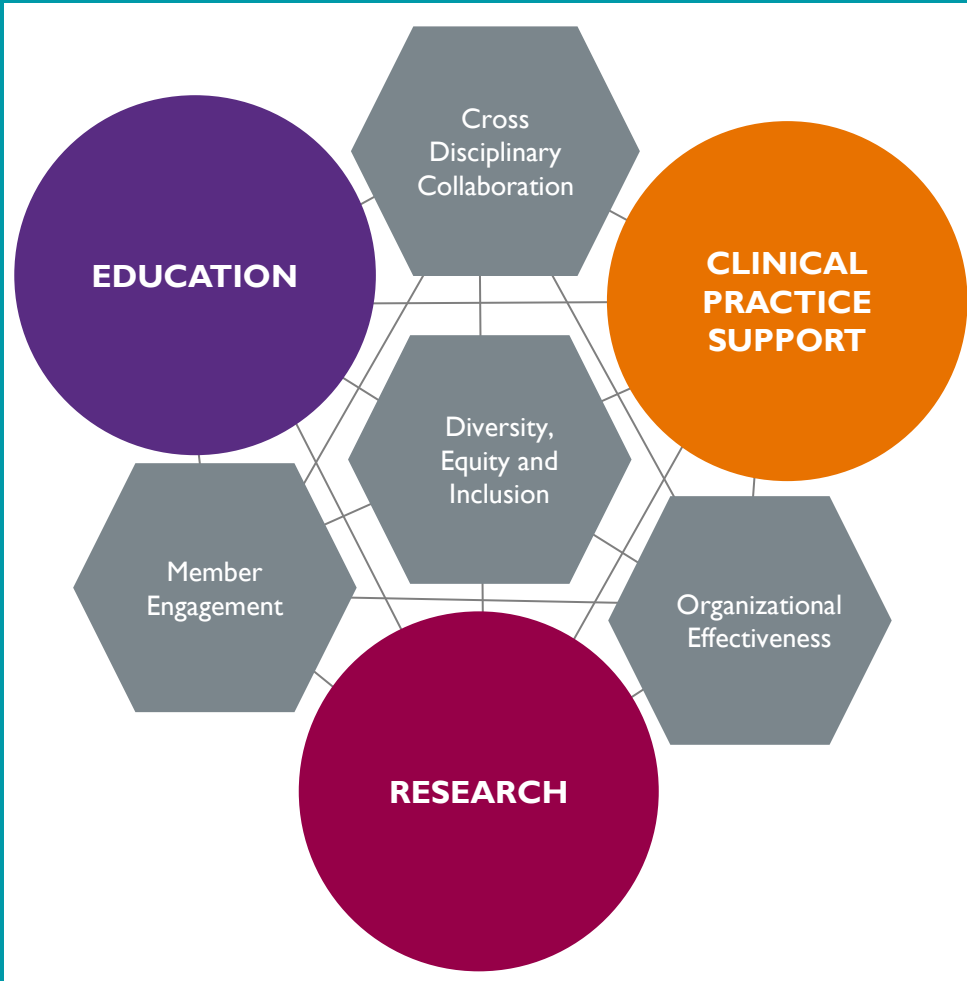 Cross
Disciplinary
Collaboration
EDUCATION
CLINICAL
PRACTICE
SUPPORT
Diversity,
Equity and
Inclusion
Member
Engagement
Organizational
Effectiveness
RESEARCH